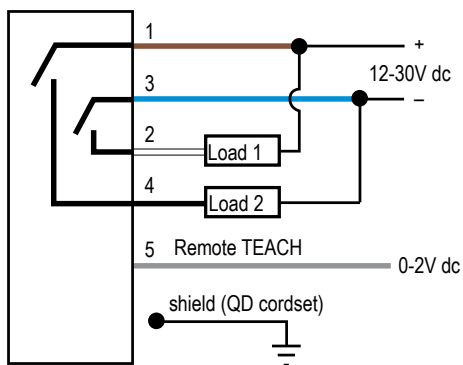 1
+
12-30V dc
3
–
2
Load 1
4
Load 2
5 Remote TEACH
0-2V dc
shield (QD cordset)